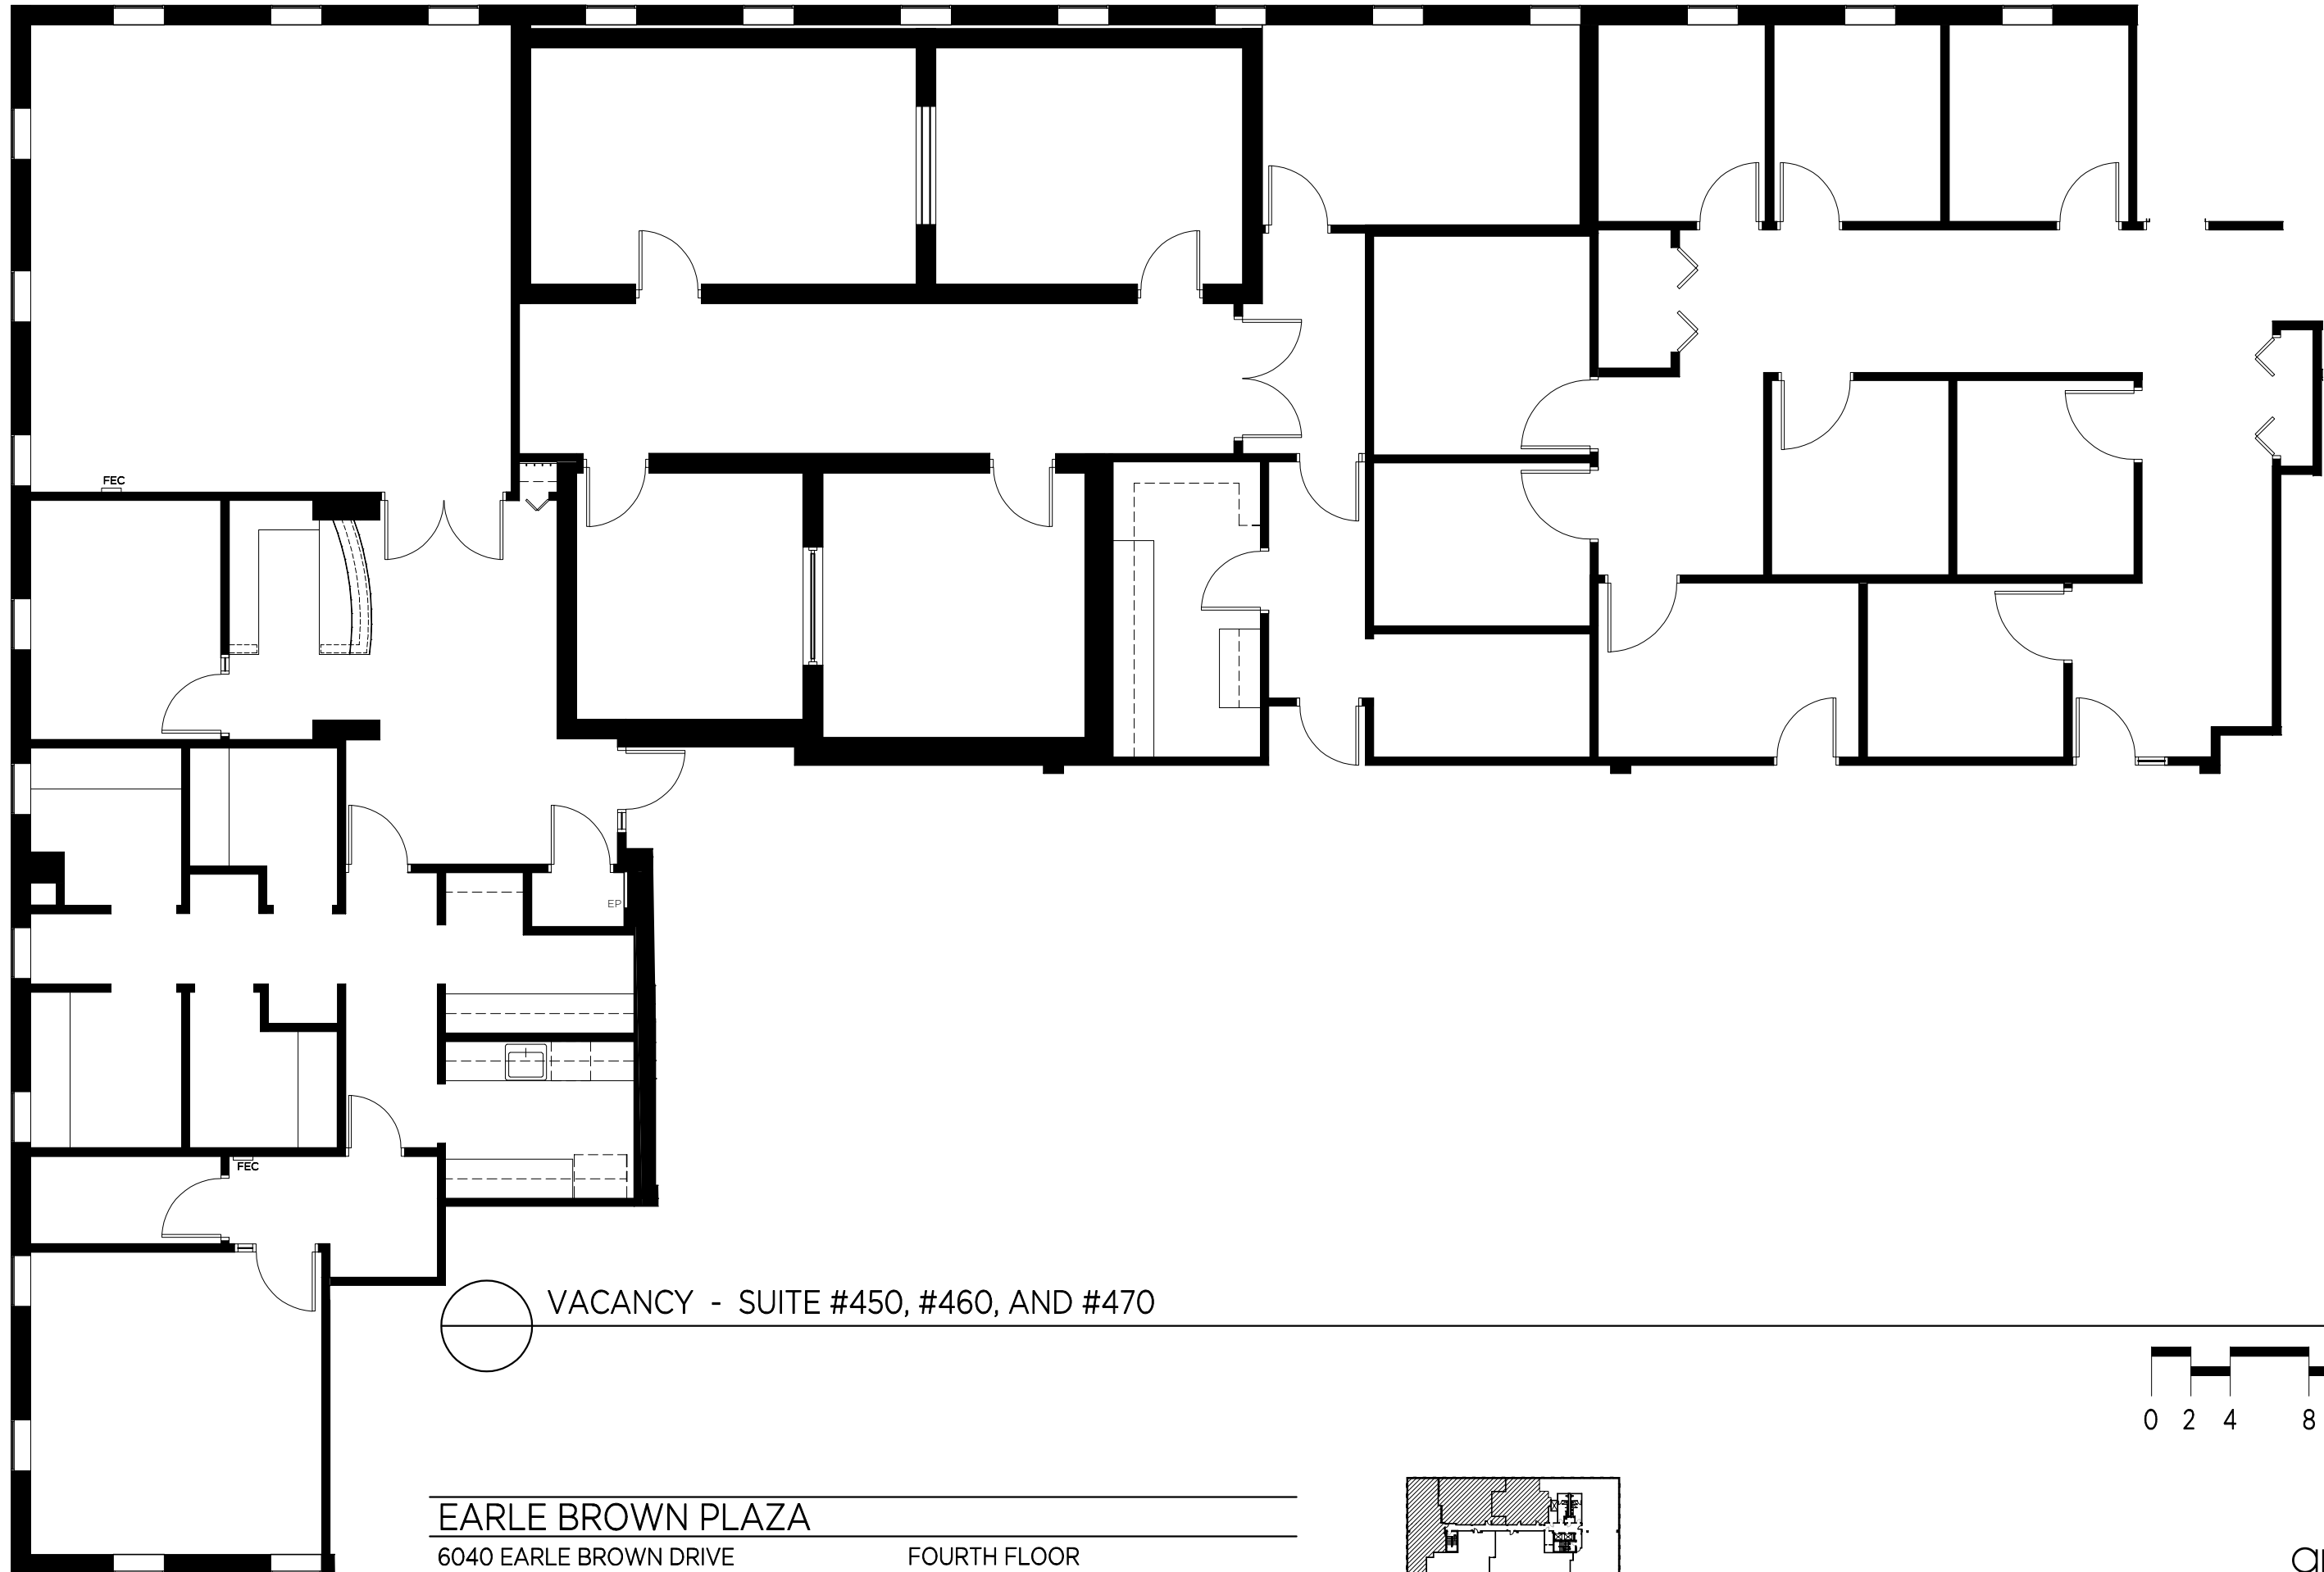 FEC
EP
FEC
VACANCY - SUITE #450, #460, AND #470
0 2 4 8
EARLE BROWN PLAZA
6040 EARLE BROWN DRIVE FOURTH FLOOR